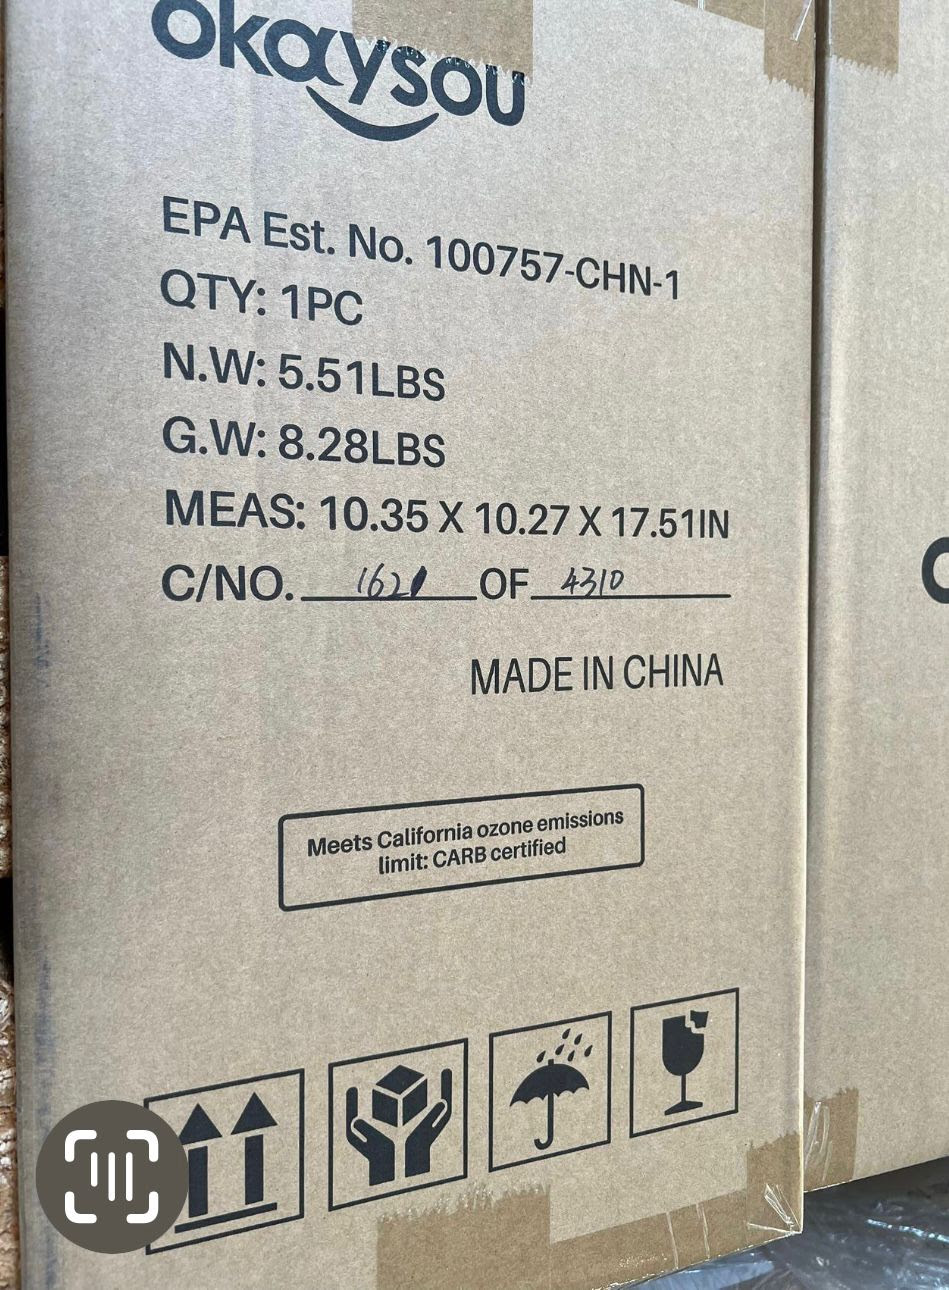 okaysou
EPA Est. No. 100757-CHN-1
QTY: 1PC
N.W: 5.51LBS
G.W: 8.28LBS
MEAS: 10.35 X 10.27 X 17.51IN
C/NO. 1621 OF 4310
MADE IN CHINA
Meets California ozone emissions
limit: CARB certified